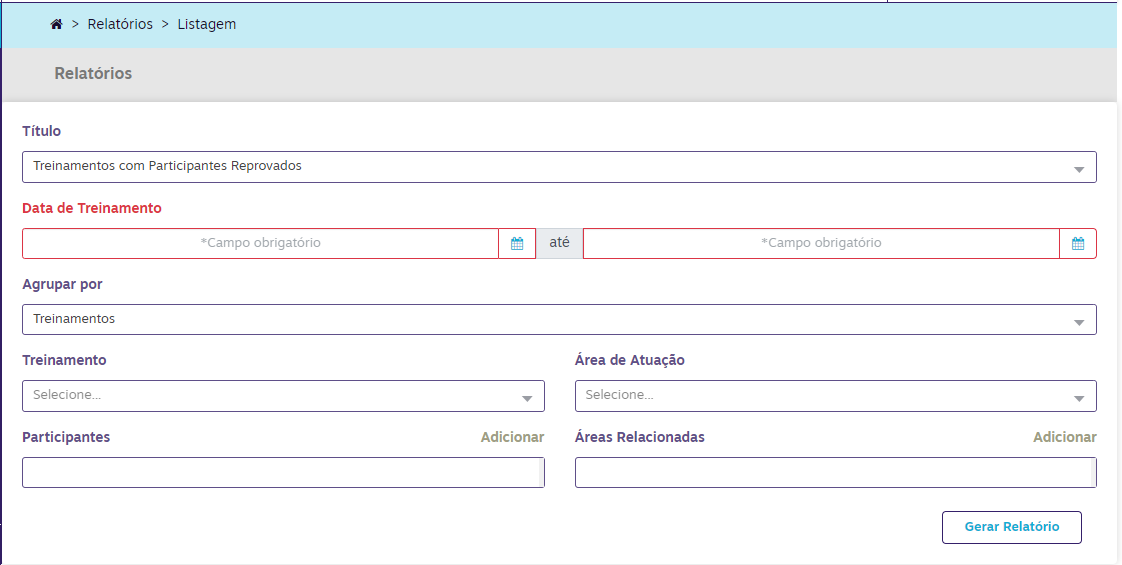 > Relatórios > Listagem
Relatórios
Título
Treinamentos com Participantes Reprovados
Data de Treinamento
*Campo obrigatório até *Campo obrigatório
Agrupar por
Treinamentos
Treinamento Área de Atuação
Selecione... Selecione...
Participantes Adicionar Áreas Relacionadas Adicionar
Gerar Relatório